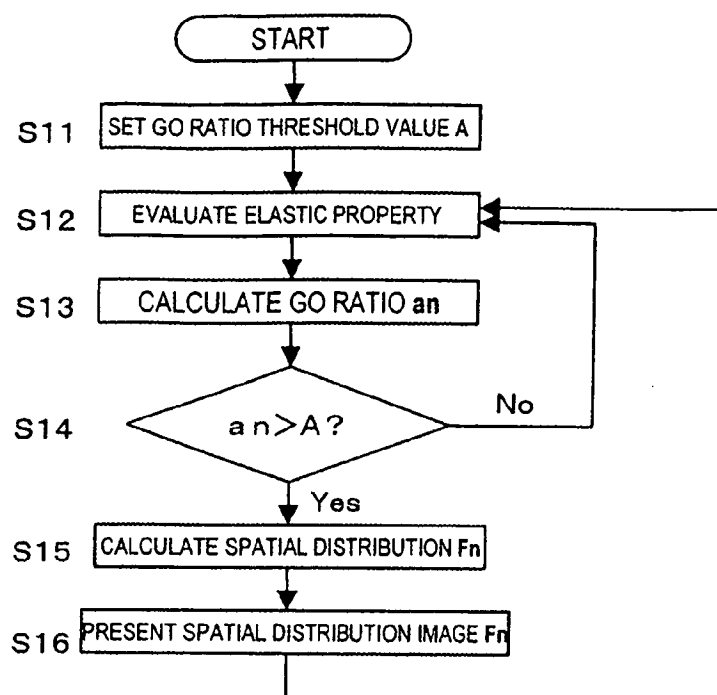 START
S11 SET GO RATIO THRESHOLD VALUE A
S12 EVALUATE ELASTIC PROPERTY
S13 CALCULATE GO RATIO an
S14 an>A? No
Yes
S15 CALCULATE SPATIAL DISTRIBUTION Fn
S16 PRESENT SPATIAL DISTRIBUTION IMAGE Fn